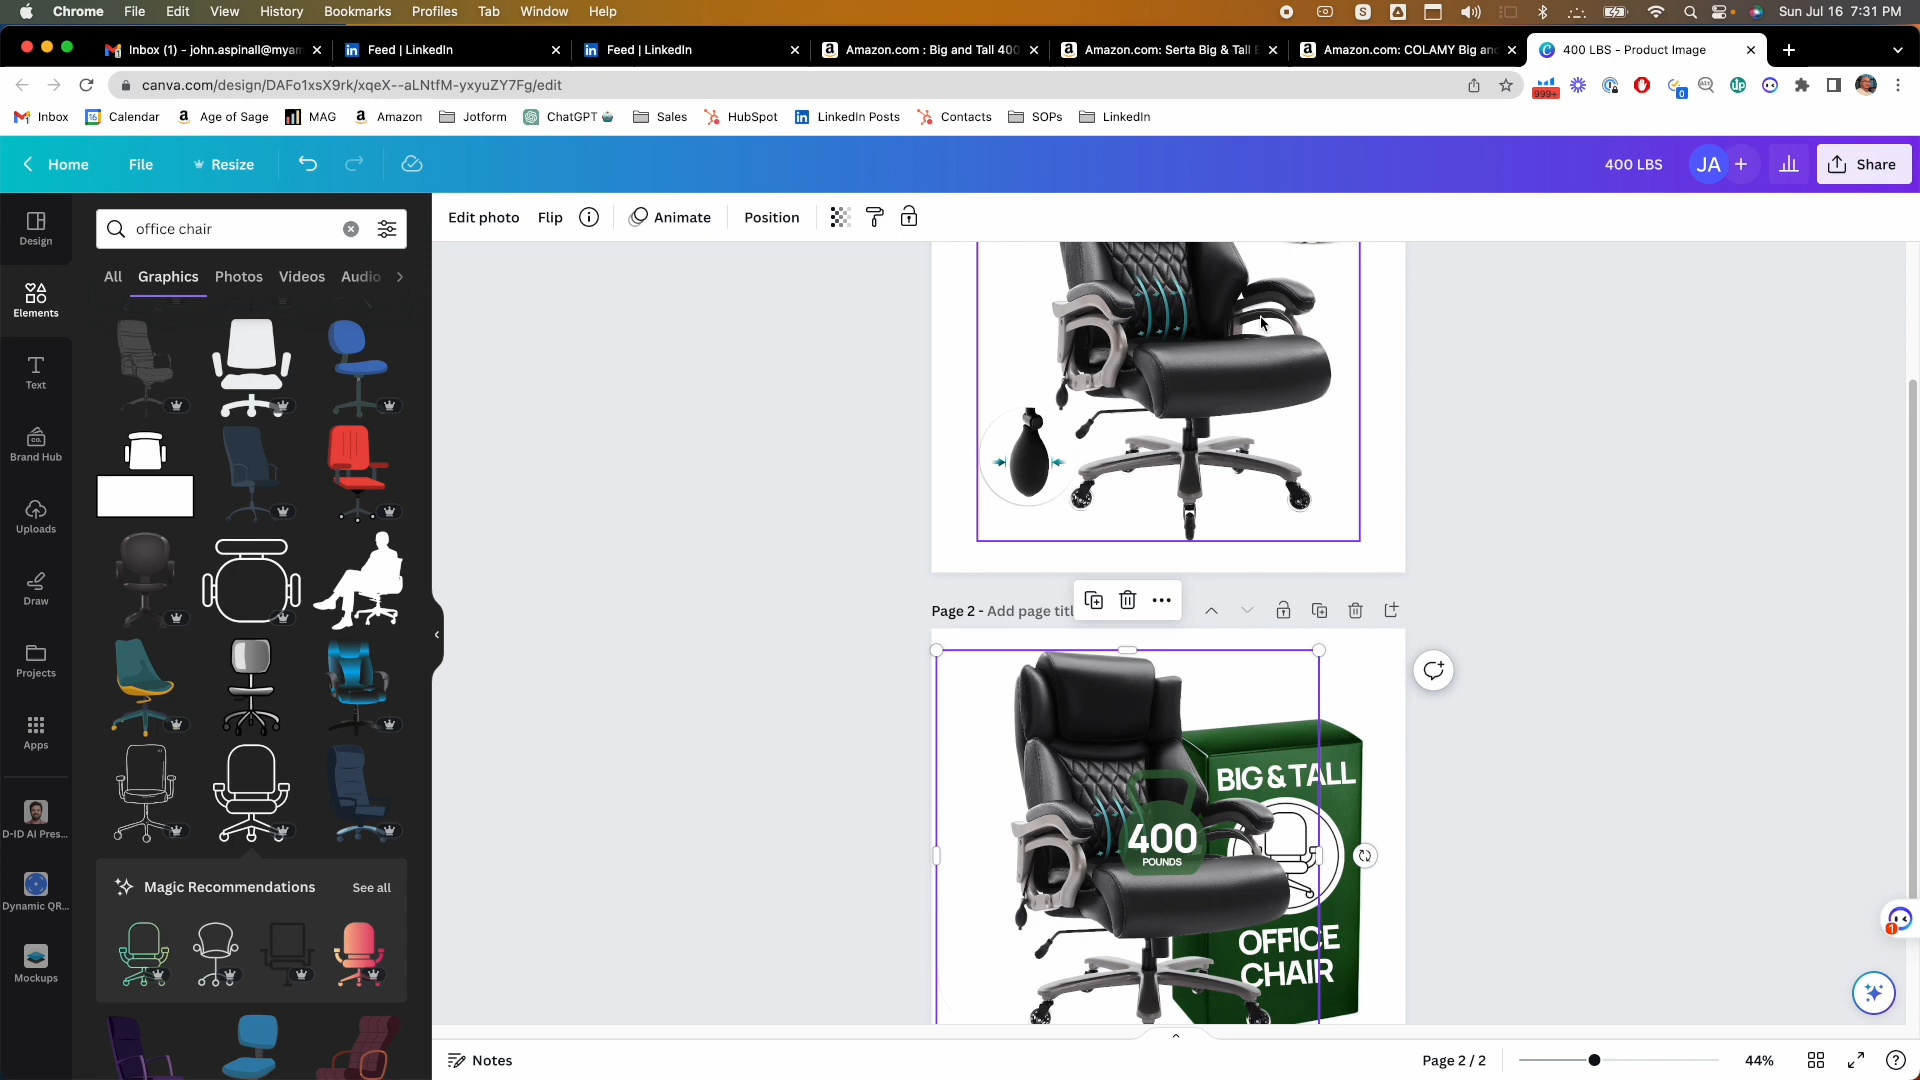 Chrome File Edit View History Bookmarks Profiles Tab Window Help
Sun Jul 16 7:31 PM
Inbox (1) - john.aspinall@myam
Feed | LinkedIn
Feed | LinkedIn
Amazon.com : Big and Tall 400
Amazon.com: Serta Big & Tall E
Amazon.com: COLAMY Big and
400 LBS - Product Image
canva.com/design/DAFo1xsX9rk/xqeX--aLNtfM-yxyuZY7Fg/edit
999+
0
up
Inbox Calendar Age of Sage MAG Amazon Jotform ChatGPT Sales HubSpot LinkedIn Posts Contacts SOPs LinkedIn
Home File Resize
400 LBS JA + Share
Design
Elements
Text
Brand Hub
Uploads
Draw
Projects
Apps
D-ID AI Pres...
Dynamic QR...
Mockups
office chair
All Graphics Photos Videos Audio
Magic Recommendations See all
Edit photo Flip Animate Position
Page 2 - Add page titl
BIG & TALL
400
POUNDS
OFFICE
CHAIR
1
Notes
Page 2 / 2
44%